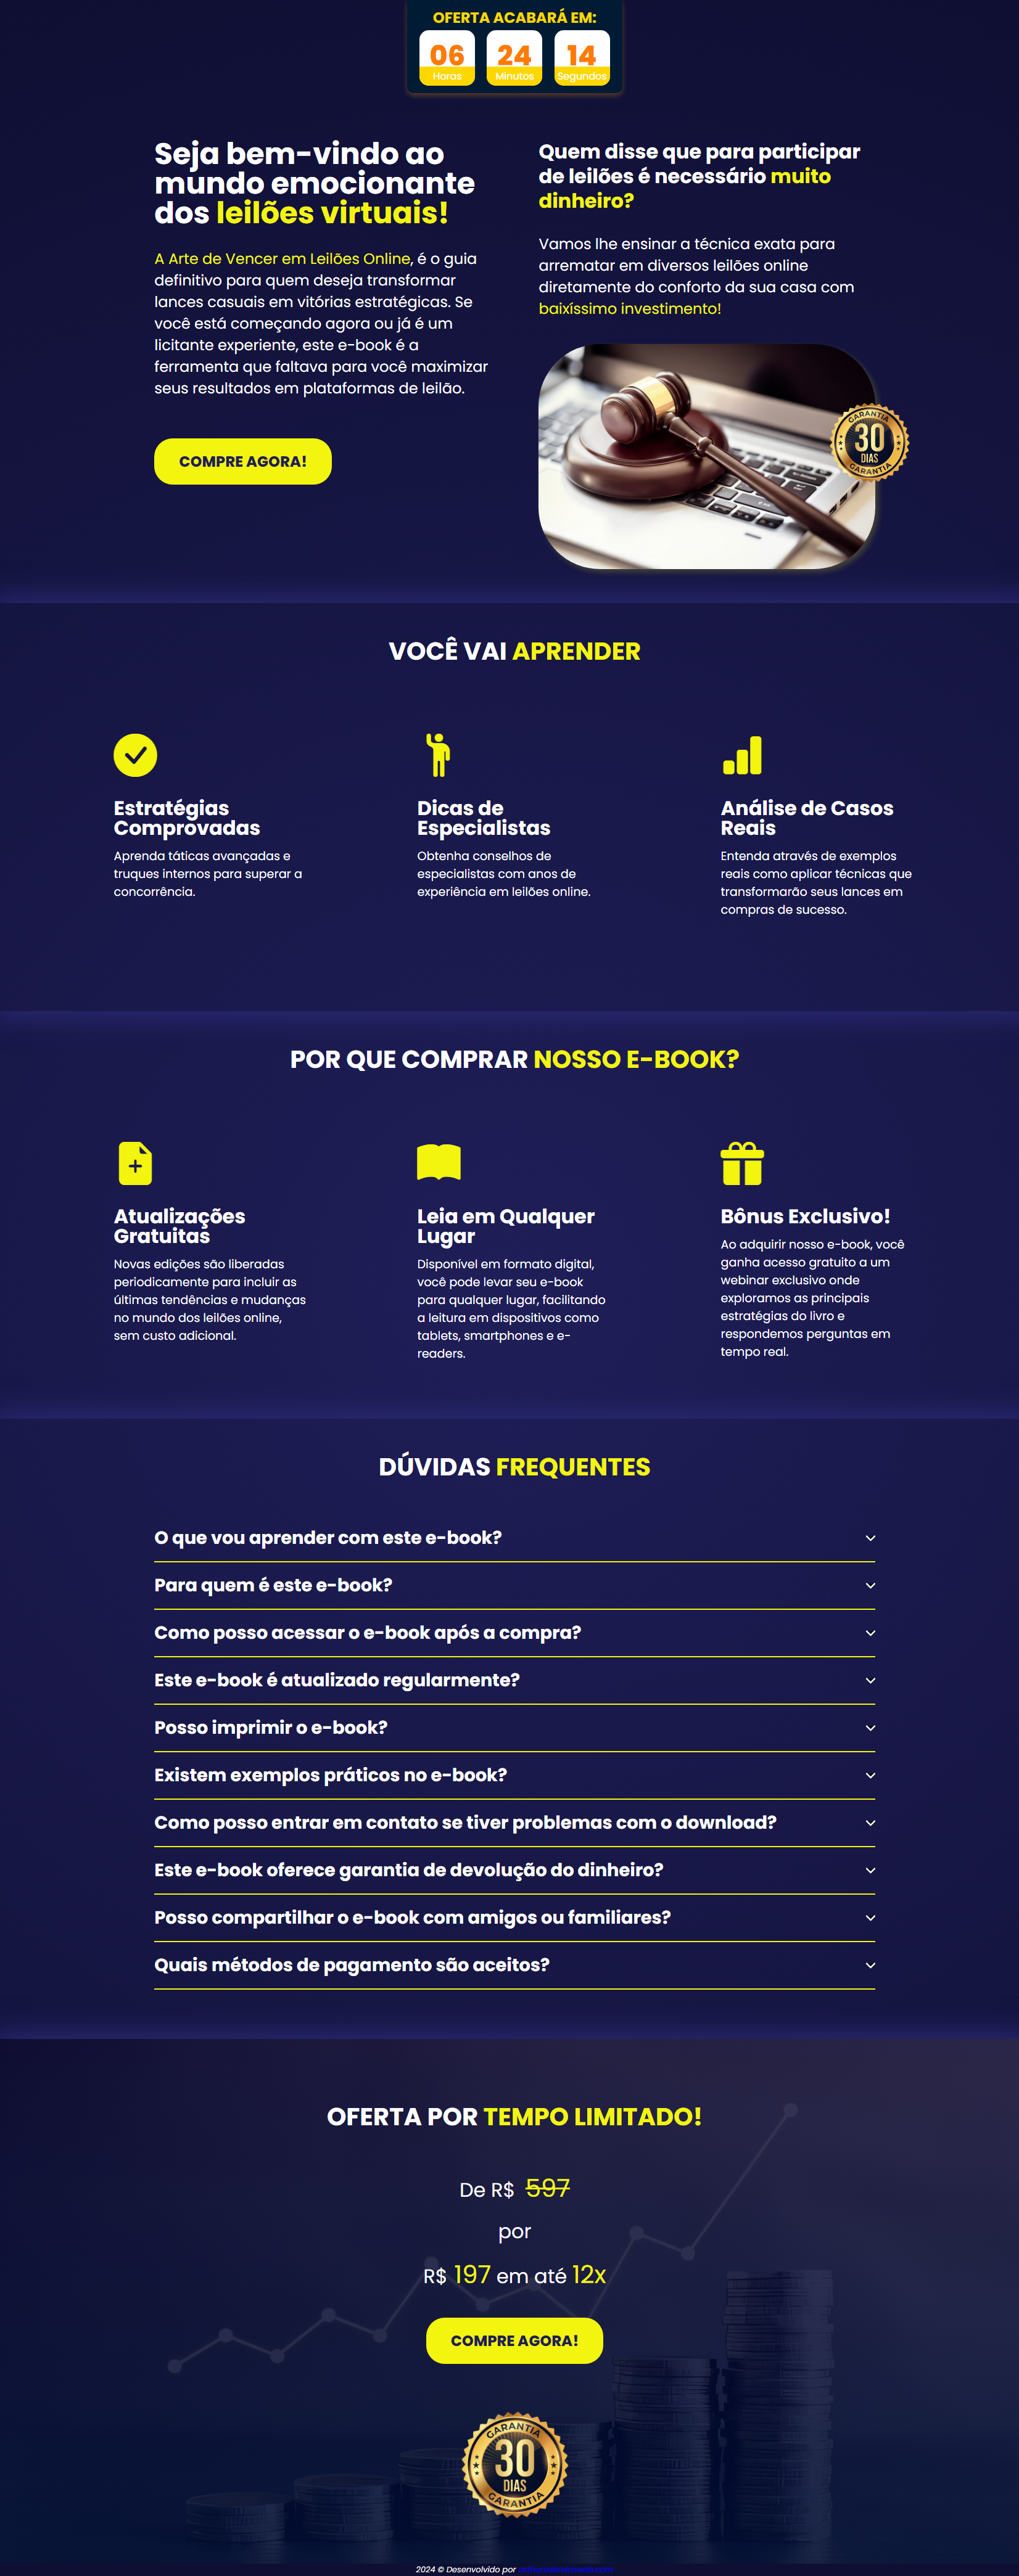 OFERTA ACABARÁ EM:
06 24 14
Horas Minutos Segundos
Seja bem-vindo ao
mundo emocionante
dos leilões virtuais!
A Arte de Vencer em Leilões Online, é o guia
definitivo para quem deseja transformar
lances casuais em vitórias estratégicas. Se
você está começando agora ou já é um
licitante experiente, este e-book é a
ferramenta que faltava para você maximizar
seus resultados em plataformas de leilão.
COMPRE AGORA!
Quem disse que para participar
de leilões é necessário muito
dinheiro?
Vamos lhe ensinar a técnica exata para
arrematar em diversos leilões online
diretamente do conforto da sua casa com
baixíssimo investimento!
GARANTIA
30
DIAS
GARANTIA
VOCÊ VAI APRENDER
Estratégias
Comprovadas
Aprenda táticas avançadas e
truques internos para superar a
concorrência.
Dicas de
Especialistas
Obtenha conselhos de
especialistas com anos de
experiência em leilões online.
Análise de Casos
Reais
Entenda através de exemplos
reais como aplicar técnicas que
transformarão seus lances em
compras de sucesso.
POR QUE COMPRAR NOSSO E-BOOK?
Atualizações
Gratuitas
Novas edições são liberadas
periodicamente para incluir as
últimas tendências e mudanças
no mundo dos leilões online,
sem custo adicional.
Leia em Qualquer
Lugar
Disponível em formato digital,
você pode levar seu e-book
para qualquer lugar, facilitando
a leitura em dispositivos como
tablets, smartphones e e-
readers.
Bônus Exclusivo!
Ao adquirir nosso e-book, você
ganha acesso gratuito a um
webinar exclusivo onde
exploramos as principais
estratégias do livro e
respondemos perguntas em
tempo real.
DÚVIDAS FREQUENTES
O que vou aprender com este e-book?
Para quem é este e-book?
Como posso acessar o e-book após a compra?
Este e-book é atualizado regularmente?
Posso imprimir o e-book?
Existem exemplos práticos no e-book?
Como posso entrar em contato se tiver problemas com o download?
Este e-book oferece garantia de devolução do dinheiro?
Posso compartilhar o e-book com amigos ou familiares?
Quais métodos de pagamento são aceitos?
OFERTA POR TEMPO LIMITADO!
De R$ 597
por
R$ 197 em até 12x
COMPRE AGORA!
GARANTIA
30
DIAS
GARANTIA
2024 © Desenvolvido por